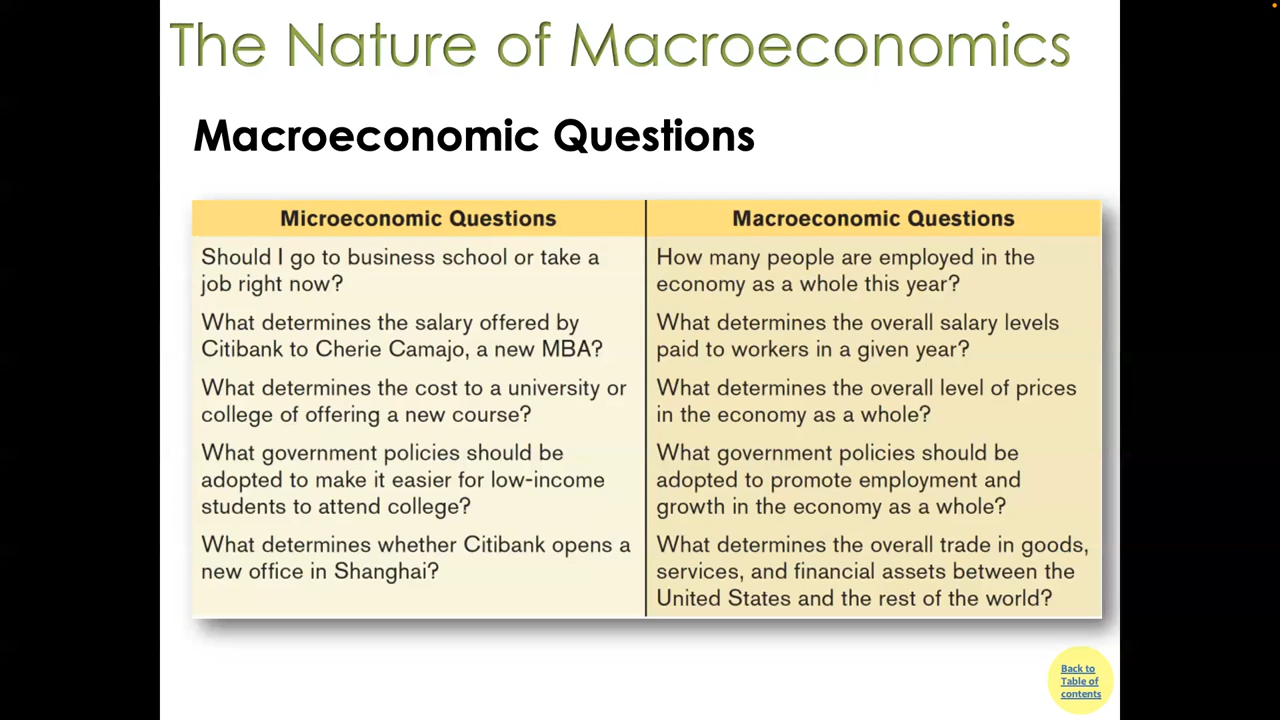 The Nature of Macroeconomics
Macroeconomic Questions
Microeconomic Questions
Macroeconomic Questions
Should I go to business school or take a
job right now?
How many people are employed in the
economy as a whole this year?
What determines the salary offered by
Citibank to Cherie Camajo, a new MBA?
What determines the overall salary levels
paid to workers in a given year?
What determines the cost to a university or
college of offering a new course?
What determines the overall level of prices
in the economy as a whole?
What government policies should be
adopted to make it easier for low-income
students to attend college?
What government policies should be
adopted to promote employment and
growth in the economy as a whole?
What determines whether Citibank opens a
new office in Shanghai?
What determines the overall trade in goods,
services, and financial assets between the
United States and the rest of the world?
Back to
Table of
contents